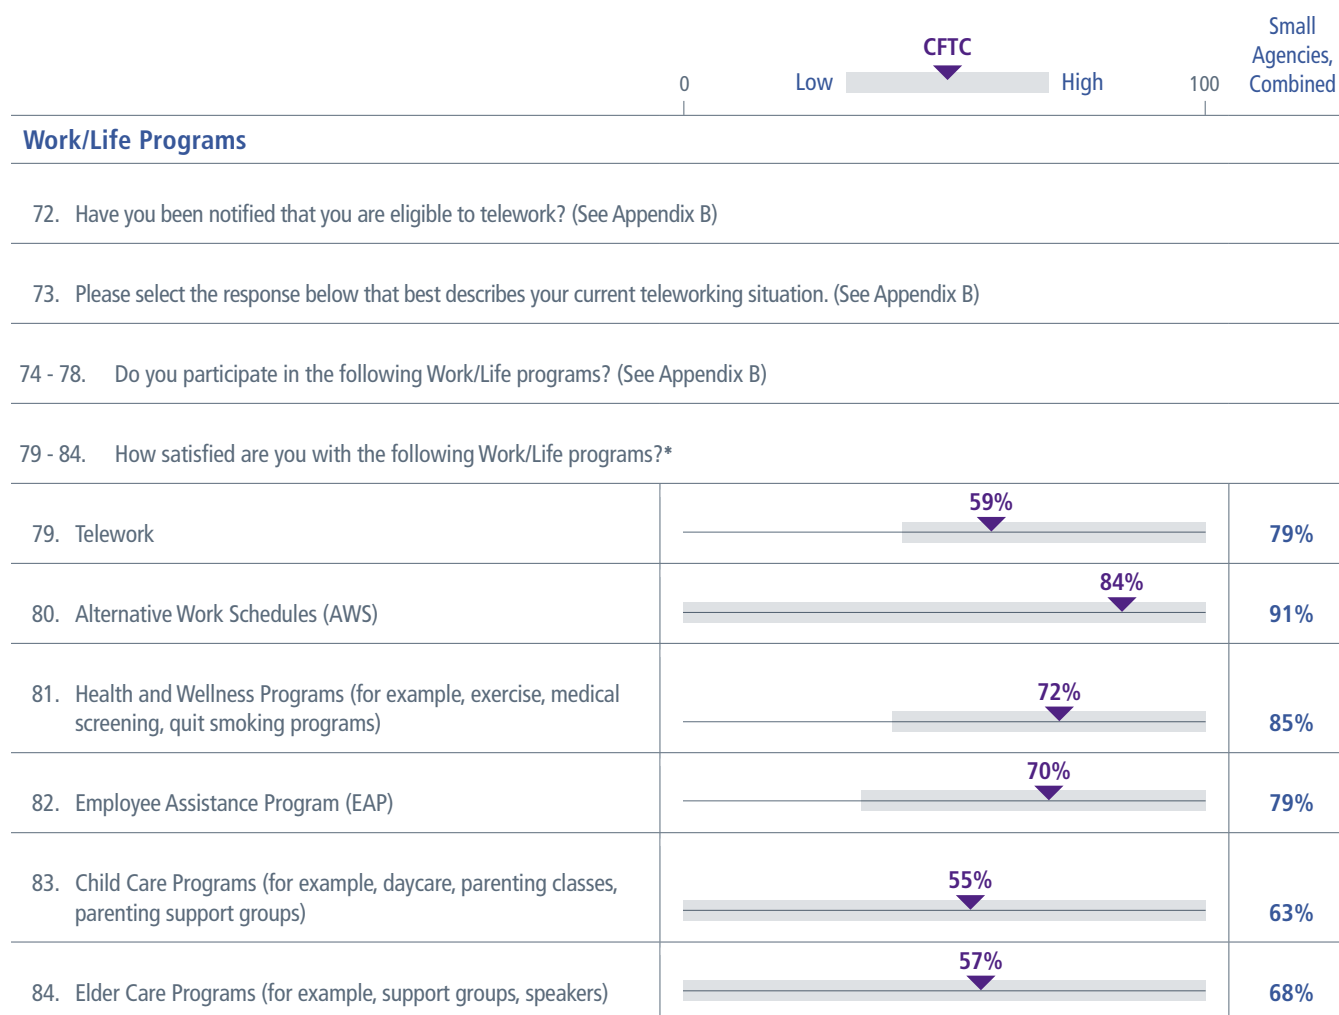 Small
Agencies,
Combined
CFTC
0 Low High 100
Work/Life Programs
72. Have you been notified that you are eligible to telework? (See Appendix B)
73. Please select the response below that best describes your current teleworking situation. (See Appendix B)
74 - 78. Do you participate in the following Work/Life programs? (See Appendix B)
79 - 84. How satisfied are you with the following Work/Life programs?*
59%
79. Telework 79%
84%
80. Alternative Work Schedules (AWS) 91%
81. Health and Wellness Programs (for example, exercise, medical
screening, quit smoking programs)
72%
85%
70%
82. Employee Assistance Program (EAP) 79%
83. Child Care Programs (for example, daycare, parenting classes,
parenting support groups)
55%
63%
57%
84. Elder Care Programs (for example, support groups, speakers) 68%